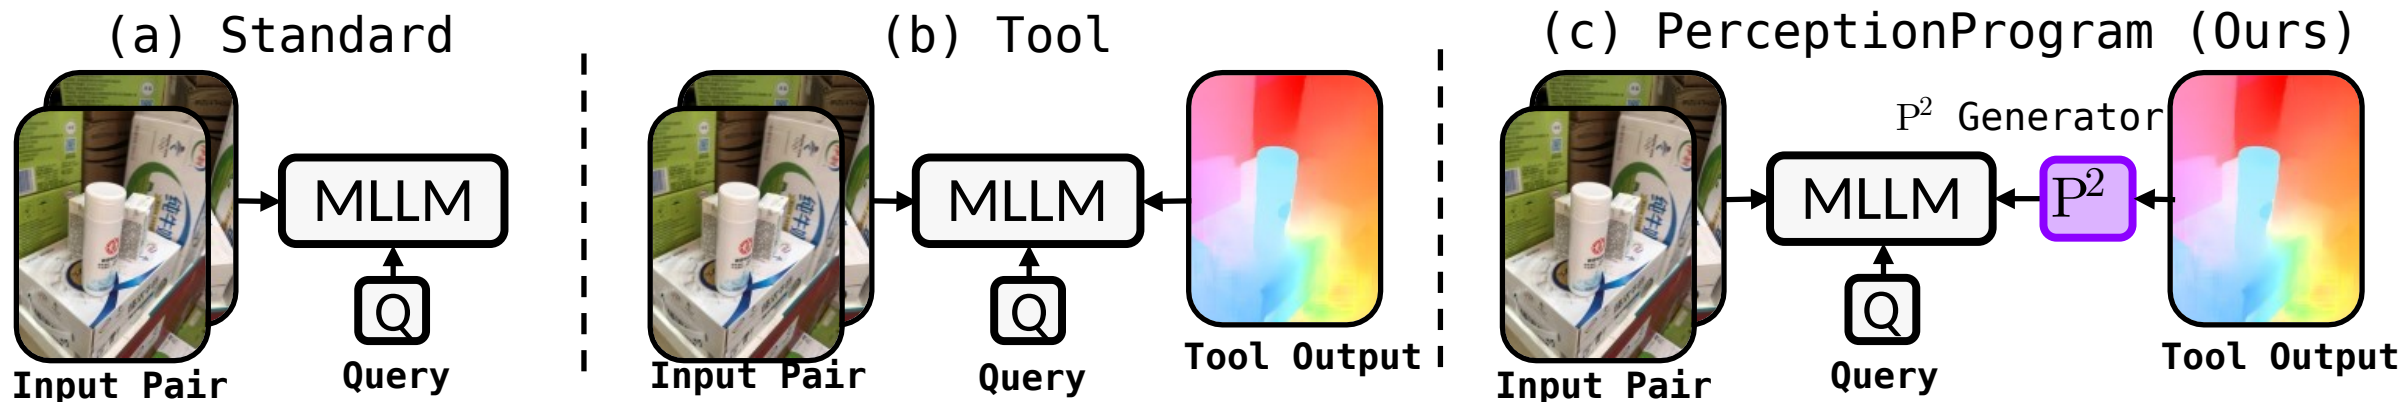 (a) Standard
MLLM
Q
Query
Input Pair
(b) Tool
MLLM
Q
Query
Input Pair
Tool Output
(c) PerceptionProgram (Ours)
P² Generator
MLLM
P²
Q
Query
Input Pair
Tool Output